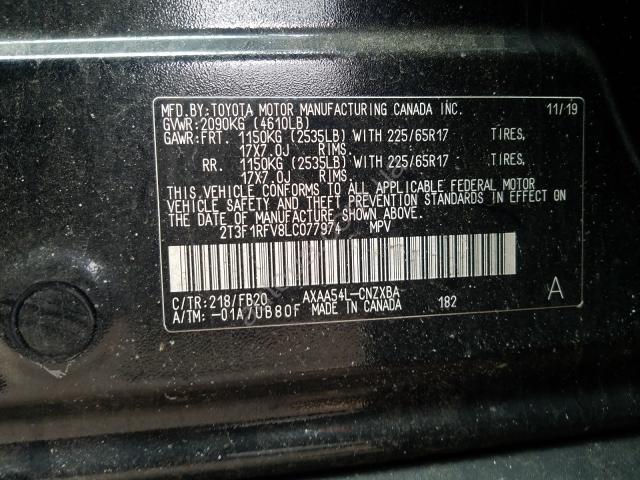 MFD.BY:TOYOTA MOTOR MANUFACTURING CANADA INC. 11/19
GVWR:2090KG (4610LB)
GAWR:FRT. 1150KG (2535LB) WITH 225/65R17 TIRES,
17X7.0J RIMS.
RR. 1150KG (2535LB) WITH 225/65R17 TIRES,
17X7.0J RIMS.
THIS VEHICLE CONFORMS TO ALL APPLICABLE FEDERAL MOTOR
VEHICLE SAFETY AND THEFT PREVENTION STANDARDS IN EFFECT ON
THE DATE OF MANUFACTURE SHOWN ABOVE.
2T3F1RFV8LC077974 MPV
C/TR:218/FB20 AXAA54L-CNZXBA 182 A
A/TM:-01A7UB80F MADE IN CANADA